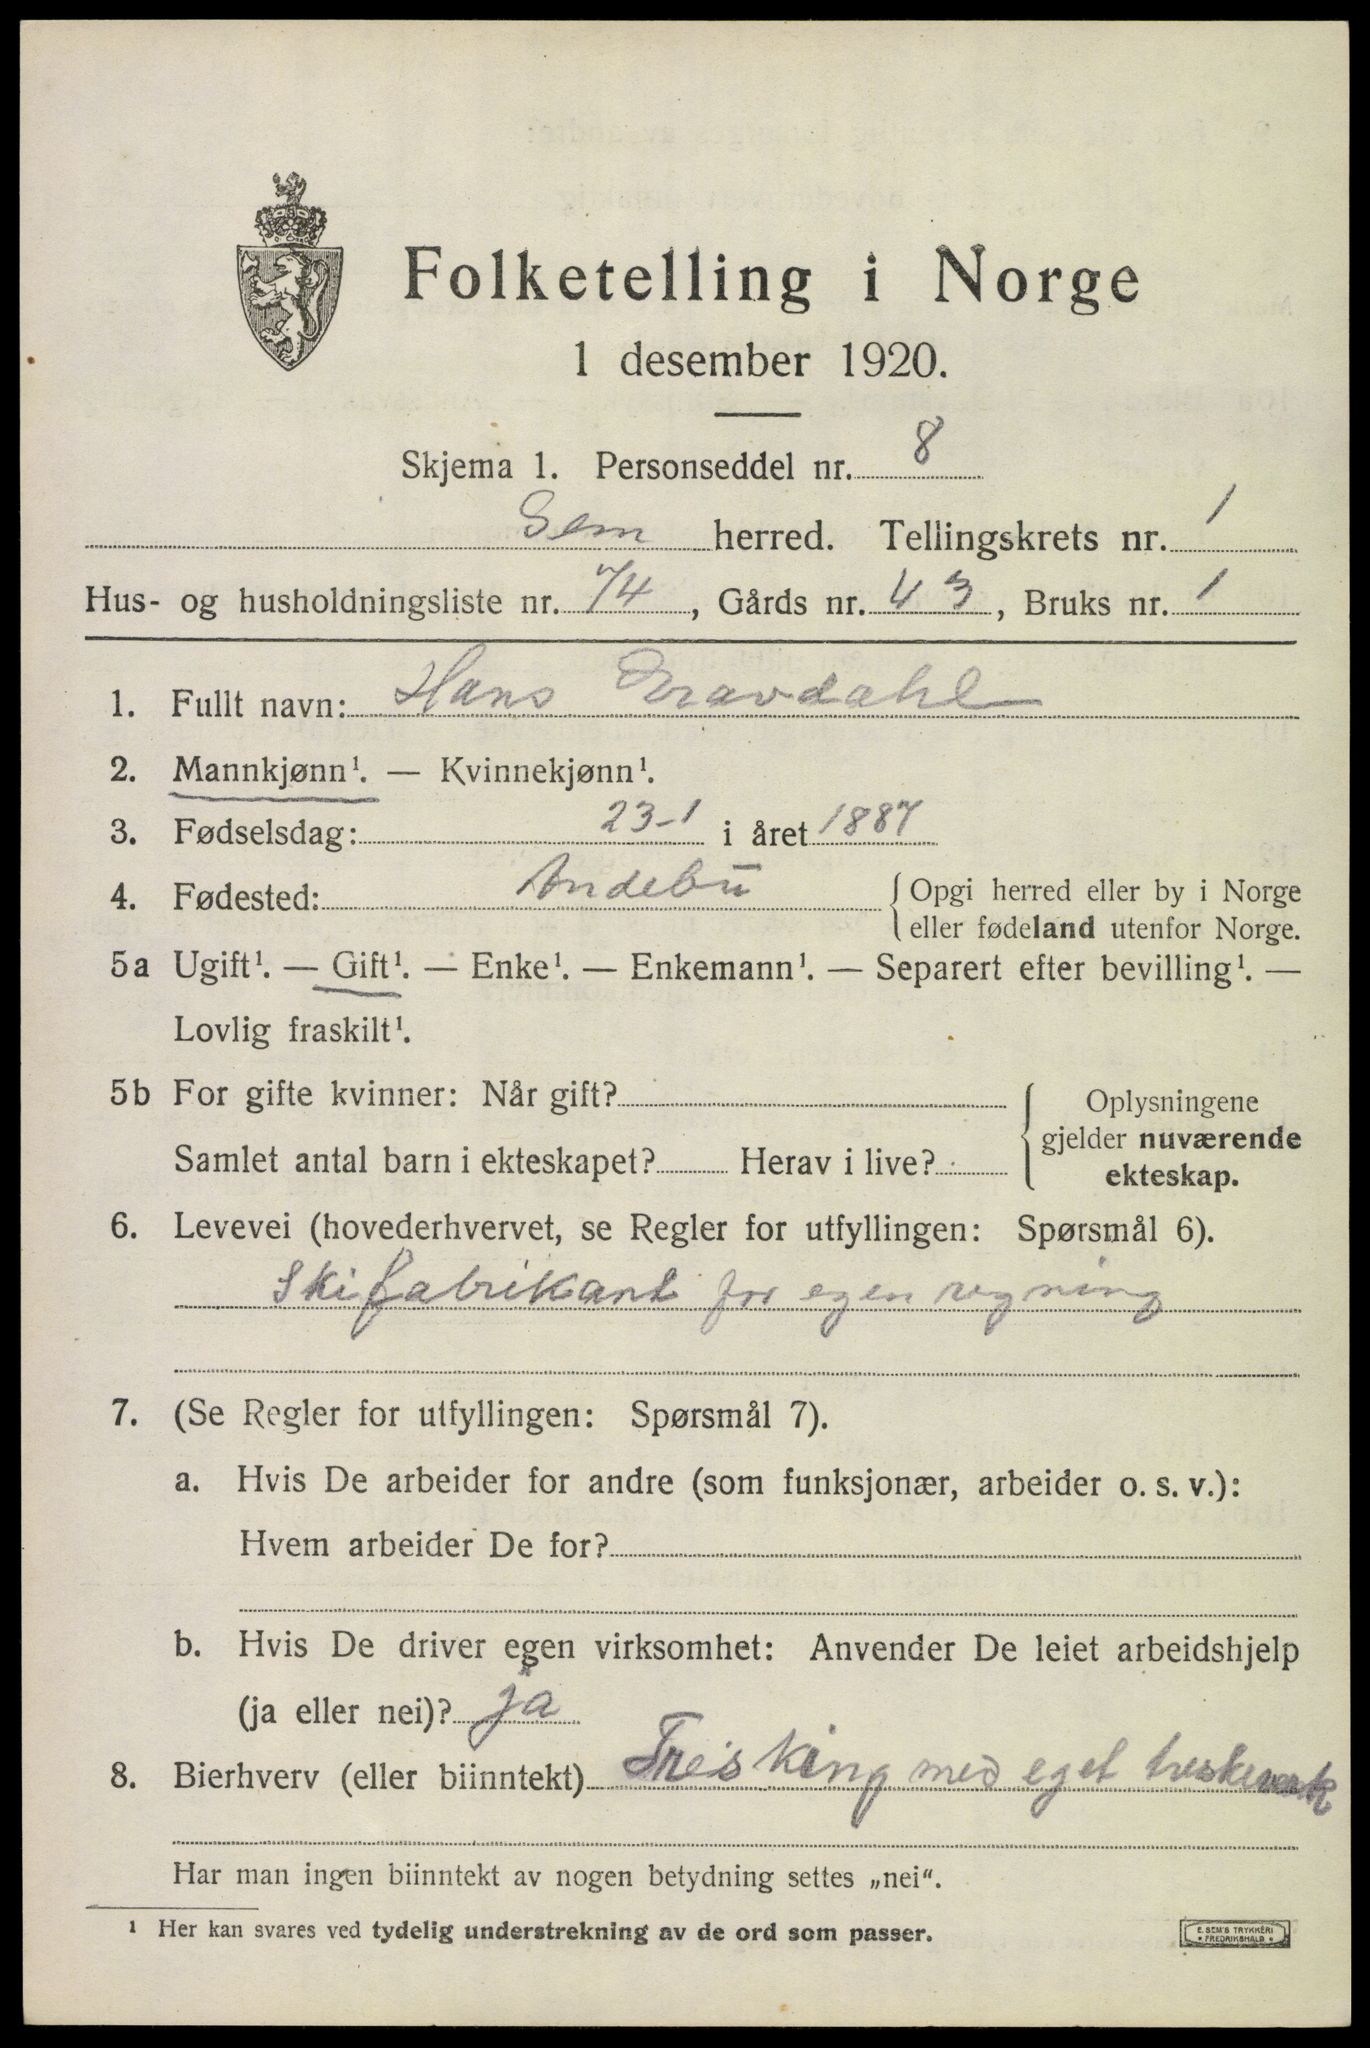 Folketelling i Norge
1 desember 1920.
Skjema 1. Personseddel nr. 8
Sem herred. Tellingskrets nr. 1
Hus- og husholdningsliste nr. 74, Gårds nr. 43, Bruks nr. 1
1. Fullt navn: Hans Gravdahl
2. Mannkjønn¹. — Kvinnekjønn¹.
3. Fødselsdag: 23-1 i året 1887
4. Fødested: Andebu { Opgi herred eller by i Norge
eller fødeland utenfor Norge.
5a Ugift¹. — Gift¹. — Enke¹. — Enkemann¹. — Separert efter bevilling¹. —
Lovlig fraskilt¹.
5b For gifte kvinner: Når gift?
Samlet antal barn i ekteskapet? Herav i live?
Oplysningene
gjelder nuværende
ekteskap.
6. Levevei (hovederhvervet, se Regler for utfyllingen: Spørsmål 6).
Skifabrikant for egen regning
7. (Se Regler for utfyllingen: Spørsmål 7).
a. Hvis De arbeider for andre (som funksjonær, arbeider o. s. v.):
Hvem arbeider De for?
b. Hvis De driver egen virksomhet: Anvender De leiet arbeidshjelp
(ja eller nei)? ja
8. Bierhverv (eller biinntekt) Tresking med eget treskeverk
Har man ingen biinntekt av nogen betydning settes „nei“.
¹ Her kan svares ved tydelig understrekning av de ord som passer.
E. SEM'S TRYKKERI
FREDRIKSHALD